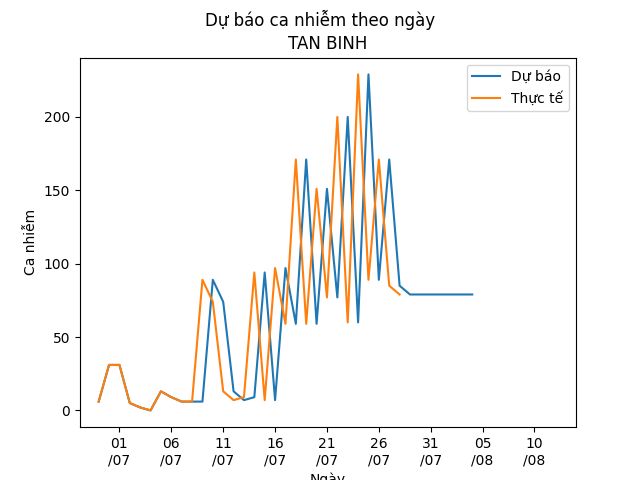 Dự báo ca nhiễm theo ngày
TAN BINH
Dự báo
Thực tế
Ca nhiễm
200
150
100
50
0
01 06 11 16 21 26 31 05 10
/07 /07 /07 /07 /07 /07 /07 /08 /08
Ngày